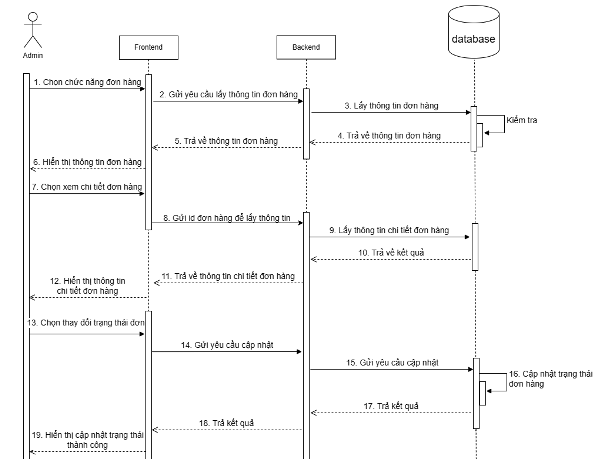 Admin
Frontend
Backend
database
1. Chọn chức năng đơn hàng
2. Gửi yêu cầu lấy thông tin đơn hàng
3. Lấy thông tin đơn hàng
Kiểm tra
4. Trả về thông tin đơn hàng
5. Trả về thông tin đơn hàng
6. Hiển thị thông tin đơn hàng
7. Chọn xem chi tiết đơn hàng
8. Gửi id đơn hàng để lấy thông tin
9. Lấy thông tin chi tiết đơn hàng
10. Trả về kết quả
11. Trả về thông tin chi tiết đơn hàng
12. Hiển thị thông tin
chi tiết đơn hàng
13. Chọn thay đổi trạng thái đơn
14. Gửi yêu cầu cập nhật
15. Gửi yêu cầu cập nhật
16. Cập nhật trạng thái
đơn hàng
17. Trả kết quả
18. Trả kết quả
19. Hiển thị cập nhật trạng thái
thành công